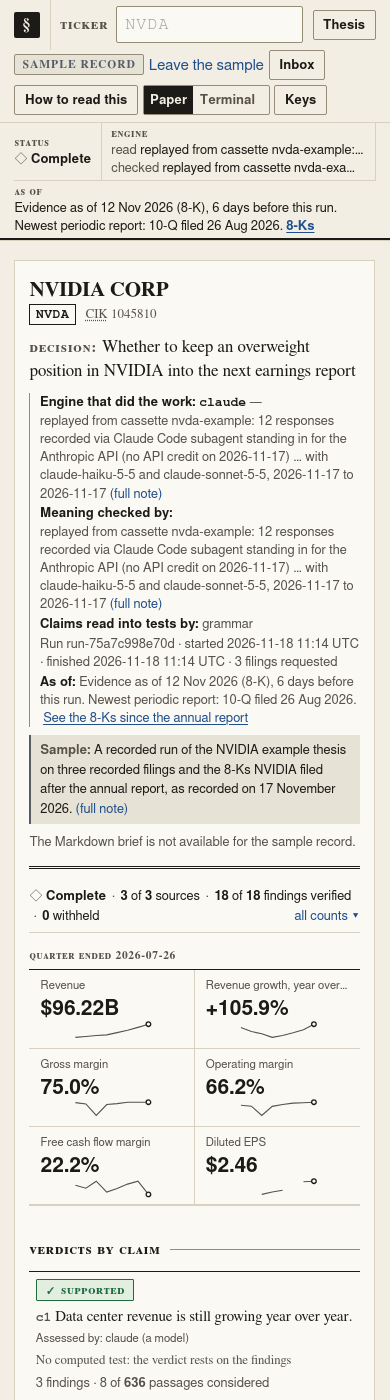 § TICKER NVDA Thesis
SAMPLE RECORD Leave the sample Inbox
How to read this Paper Terminal Keys
STATUS
◇ Complete
ENGINE
read replayed from cassette nvda-example:...
checked replayed from cassette nvda-exa...
AS OF
Evidence as of 12 Nov 2026 (8-K), 6 days before this run.
Newest periodic report: 10-Q filed 26 Aug 2026. 8-Ks
NVIDIA CORP
NVDA CIK 1045810
DECISION: Whether to keep an overweight
position in NVIDIA into the next earnings report
Engine that did the work: claude —
replayed from cassette nvda-example: 12 responses
recorded via Claude Code subagent standing in for the
Anthropic API (no API credit on 2026-11-17) ... with
claude-haiku-5-5 and claude-sonnet-5-5, 2026-11-17 to
2026-11-17 (full note)
Meaning checked by:
replayed from cassette nvda-example: 12 responses
recorded via Claude Code subagent standing in for the
Anthropic API (no API credit on 2026-11-17) ... with
claude-haiku-5-5 and claude-sonnet-5-5, 2026-11-17 to
2026-11-17 (full note)
Claims read into tests by: grammar
Run run-75a7c998e70d · started 2026-11-18 11:14 UTC
· finished 2026-11-18 11:14 UTC · 3 filings requested
As of: Evidence as of 12 Nov 2026 (8-K), 6 days before
this run. Newest periodic report: 10-Q filed 26 Aug 2026.
See the 8-Ks since the annual report
Sample: A recorded run of the NVIDIA example thesis
on three recorded filings and the 8-Ks NVIDIA filed
after the annual report, as recorded on 17 November
2026. (full note)
The Markdown brief is not available for the sample record.
◇ Complete · 3 of 3 sources · 18 of 18 findings verified
· 0 withheld all counts ▾
QUARTER ENDED 2026-07-26
Revenue
$96.22B
Revenue growth, year over...
+105.9%
Gross margin
75.0%
Operating margin
66.2%
Free cash flow margin
22.2%
Diluted EPS
$2.46
VERDICTS BY CLAIM
✓ SUPPORTED
c1 Data center revenue is still growing year over year.
Assessed by: claude (a model)
No computed test: the verdict rests on the findings
3 findings · 8 of 636 passages considered